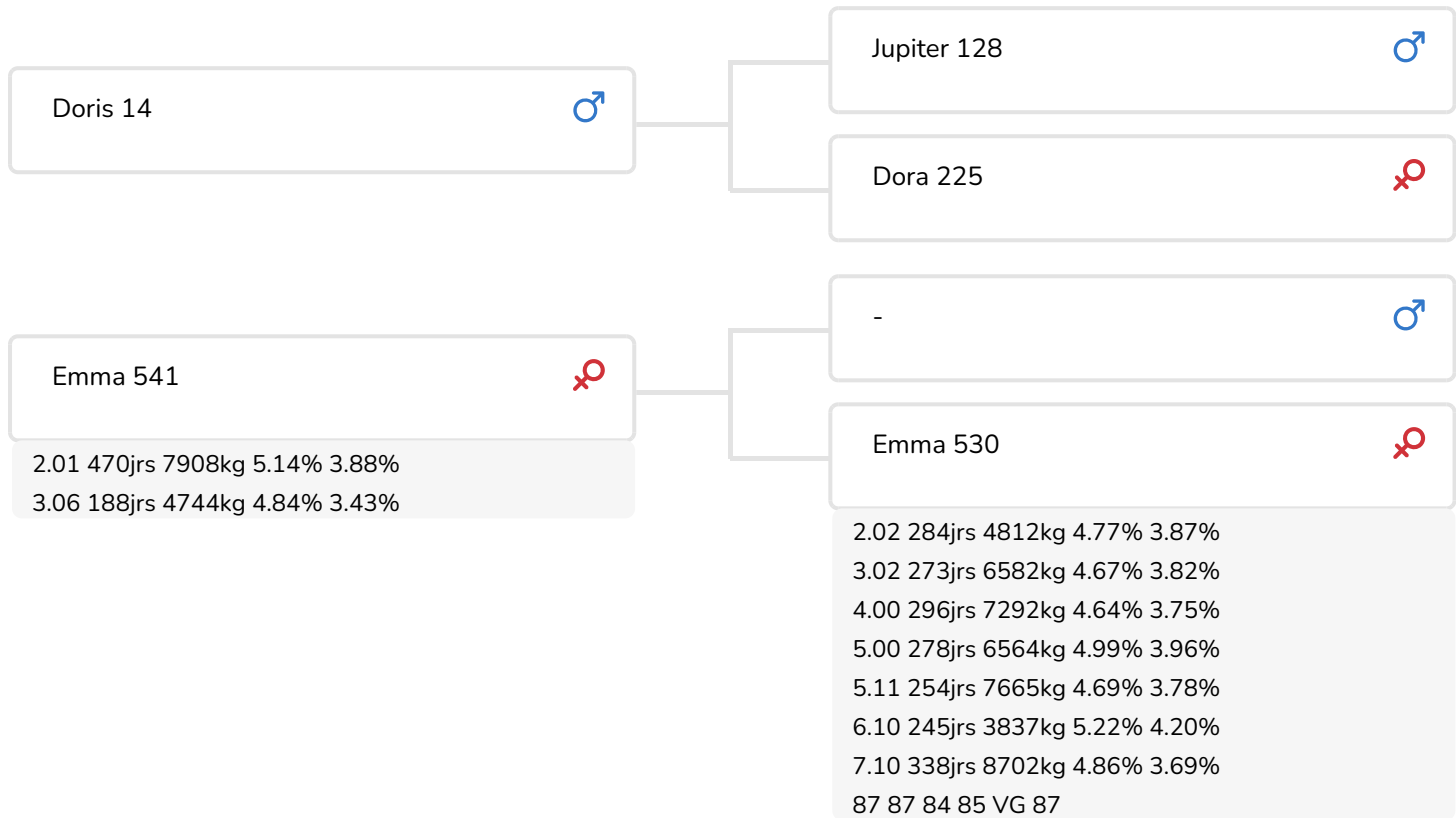 Doris 14
Jupiter 128
Dora 225
Emma 541
2.01 470jrs 7908kg 5.14% 3.88%
3.06 188jrs 4744kg 4.84% 3.43%
-
Emma 530
2.02 284jrs 4812kg 4.77% 3.87%
3.02 273jrs 6582kg 4.67% 3.82%
4.00 296jrs 7292kg 4.64% 3.75%
5.00 278jrs 6564kg 4.99% 3.96%
5.11 254jrs 7665kg 4.69% 3.78%
6.10 245jrs 3837kg 5.22% 4.20%
7.10 338jrs 8702kg 4.86% 3.69%
87 87 84 85 VG 87